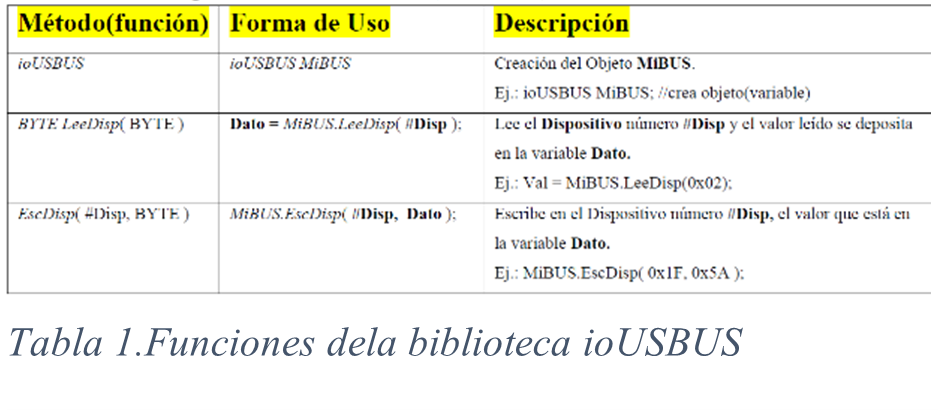 Método(función) Forma de Uso Descripción
ioUSBUS ioUSBUS MiBUS Creación del Objeto MiBUS.
Ej.: ioUSBUS MiBUS; //crea objeto(variable)
BYTE LeeDisp( BYTE ) Dato = MiBUS.LeeDisp( #Disp ); Lee el Dispositivo número #Disp y el valor leído se deposita
en la variable Dato.
Ej.: Val = MiBUS.LeeDisp(0x02);
EscDisp( #Disp, BYTE ) MiBUS.EscDisp( #Disp, Dato ); Escribe en el Dispositivo número #Disp, el valor que está en
la variable Dato.
Ej.: MiBUS.EscDisp( 0x1F, 0x5A );
Tabla 1.Funciones dela biblioteca ioUSBUS